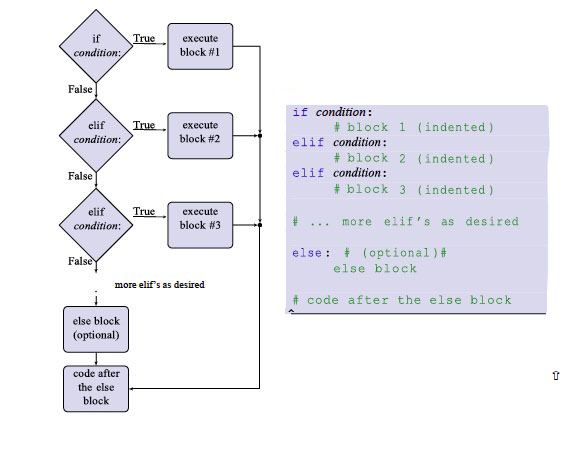 if
condition:
True
execute
block #1
False
elif
condition:
True
execute
block #2
False
elif
condition:
True
execute
block #3
False
more elif's as desired
else block
(optional)
code after
the else
block
if condition:
# block 1 (indented)
elif condition:
# block 2 (indented)
elif condition:
# block 3 (indented)
# ... more elif's as desired
else: # (optional)#
else block
# code after the else block
^
⇧